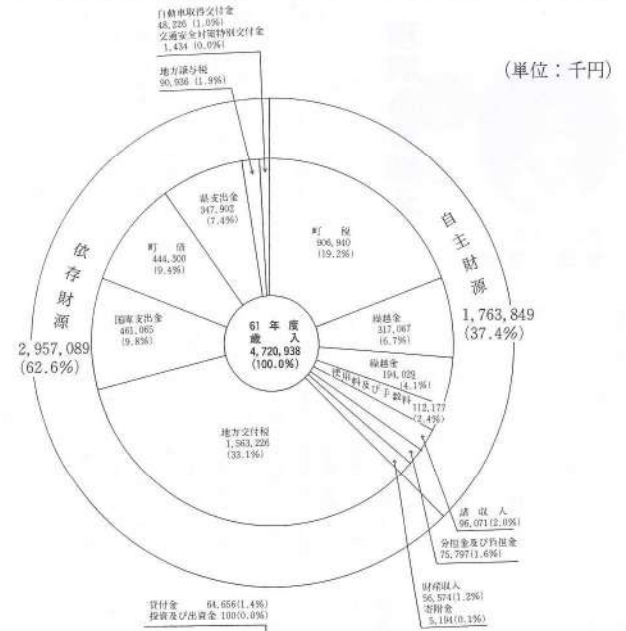 自動車取得交付金
48,226 (1.0%)
交通安全対策特別交付金
1,434 (0.0%)
地方譲与税
90,936 (1.9%)
(単位：千円)
県支出金
347,902
(7.4%)
町税
906,940
(19.2%)
町債
444,300
(9.4%)
依存財源
2,957,089
(62.6%)
自主財源
1,763,849
(37.4%)
国庫支出金
461,065
(9.8%)
61年度
歳入
4,720,938
(100.0%)
繰越金
317,067
(6.7%)
繰越金
194,029
(4.1%)
使用料及び手数料
112,177
(2.4%)
地方交付税
1,563,226
(33.1%)
諸収入
96,071(2.0%)
分担金及び負担金
75,797(1.6%)
財産収入
56,574(1.2%)
寄附金
5,194(0.1%)
貸付金 64,656(1.4%)
投資及び出資金 100(0.0%)